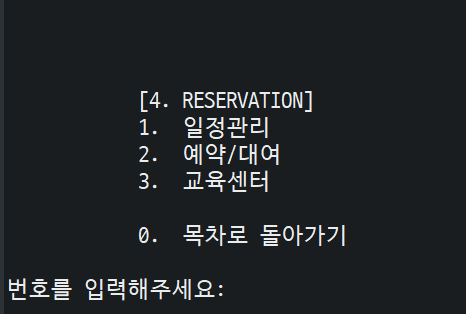 [4. RESERVATION]
1. 일정관리
2. 예약/대여
3. 교육센터
0. 목차로 돌아가기
번호를 입력해주세요: